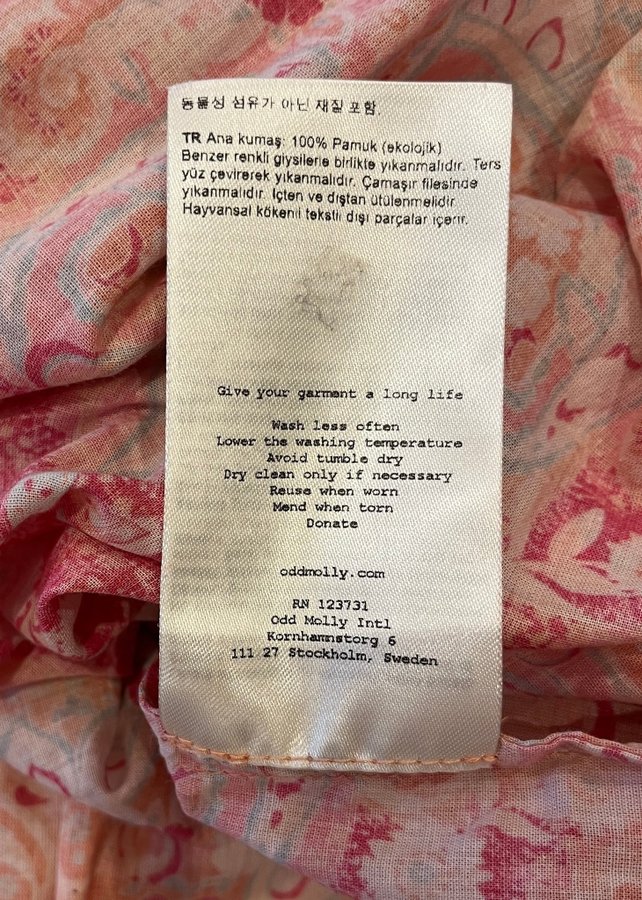 동물성 섬유가 아닌 재질 포함.
TR Ana kumaş: 100% Pamuk (ekolojik)
Benzer renkli giysilerle birlikte yıkanmalıdır. Ters
yüz çevirerek yıkanmalıdır. Çamaşır filesinde
yıkanmalıdır. İçten ve dıştan ütülenmelidir.
Hayvansal kökenli tekstil dışı parçalar içerir.
Give your garment a long life
Wash less often
Lower the washing temperature
Avoid tumble dry
Dry clean only if necessary
Reuse when worn
Mend when torn
Donate
oddmolly.com
RN 123731
Odd Molly Intl
Kornhamnstorg 6
111 27 Stockholm, Sweden